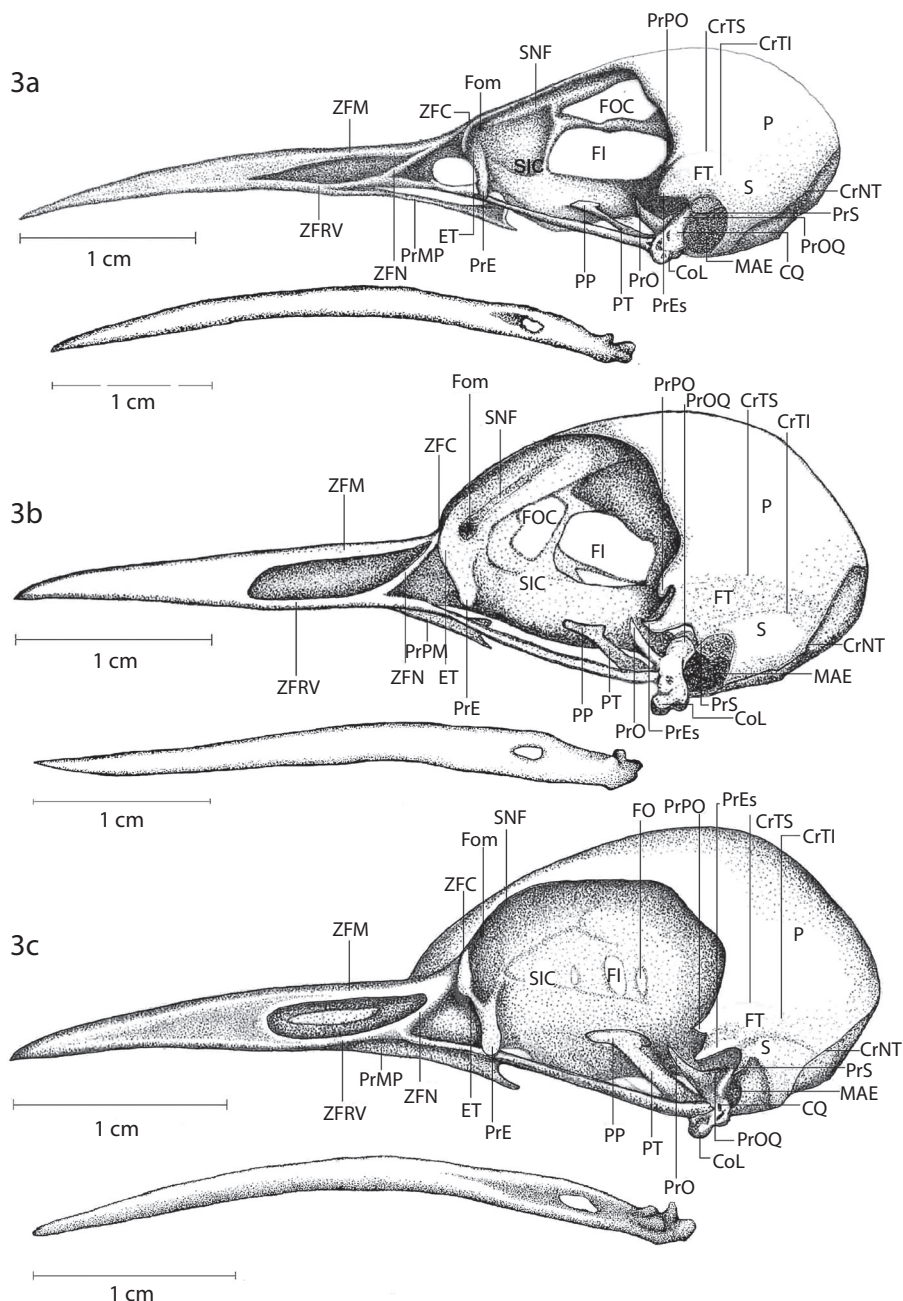 PrPO CrTS
CrTI
SNF
Fom
3a
ZFC
ZFM
FOC
P
FI
SIC
FT
S
CrNT
PrS
PrOQ
ZFRV
ET
PrMP
1 cm
ZFN
PrE
PP
PrO
CoL
MAE
CQ
PT
PrEs
1 cm
Fom
PrPO
PrOQ
CrTS
SNF
CrTI
ZFC
ZFM
3b
P
FOC
FI
SIC
FT
S
CrNT
1 cm
PrPM
ZFN
ET
MAE
ZFRV
PrE
PP
PT
PrS
PrO
PrEs
CoL
1 cm
FO
PrPO
PrEs
SNF
CrTS
Fom
CrTI
ZFC
ZFM
3c
P
SIC
FI
FT
S
CrNT
PrS
PrMP
MAE
1 cm
ZFRV
ZFN
ET
PP
CQ
PrE
PT
PrOQ
CoL
PrO
1 cm